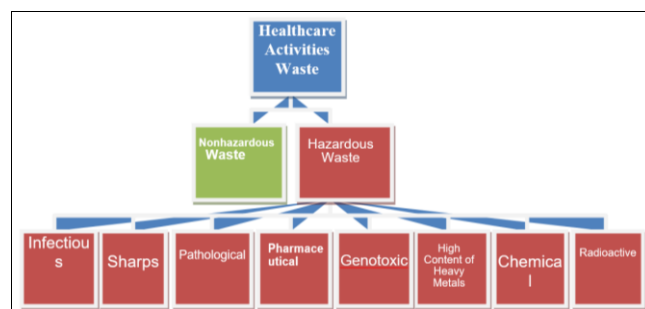 Healthcare
Activities
Waste
Nonhazardous
Waste
Hazardous
Waste
Infectiou
s
Sharps
Pathological
Pharmace
utical
Genotoxic
High
Content of
Heavy
Metals
Chemica
l
Radioactive